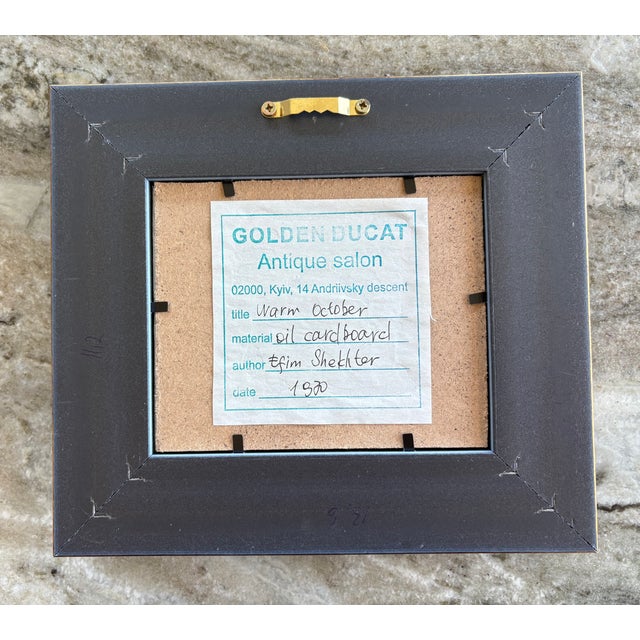 GOLDEN DUCAT
Antique salon
02000, Kyiv, 14 Andriivsky descent
title Warm October
material oil cardboard
author Efim Shekhter
date 1970